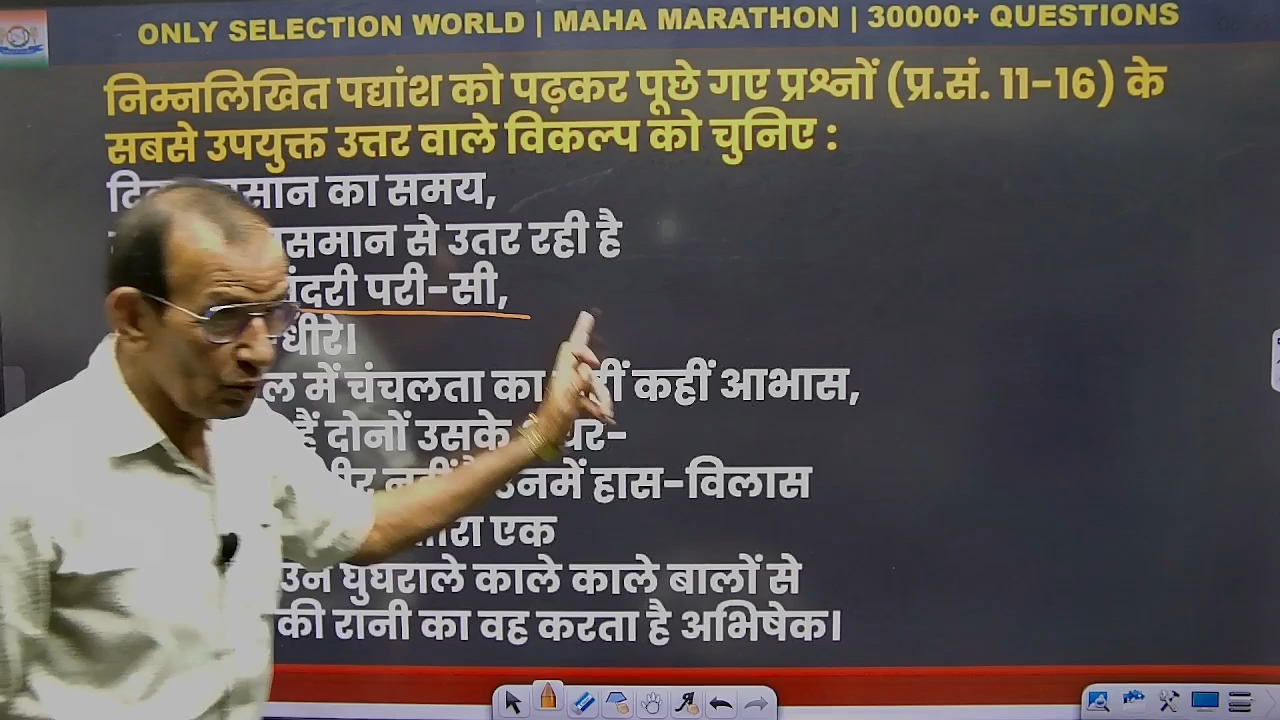 ONLY SELECTION WORLD | MAHA MARATHON | 30000+ QUESTIONS
निम्नलिखित पद्यांश को पढ़कर पूछे गए प्रश्नों (प्र.सं. 11-16) के
सबसे उपयुक्त उत्तर वाले विकल्प को चुनिए :
का समय,
से उतर रही है
परी-सी,
धीरे।
में चंचलता का कहीं आभास,
हैं दोनों उसके
उनमें हास-विलास
एक
उन घुघराले काले काले बालों से
की रानी का वह करता है अभिषेक।